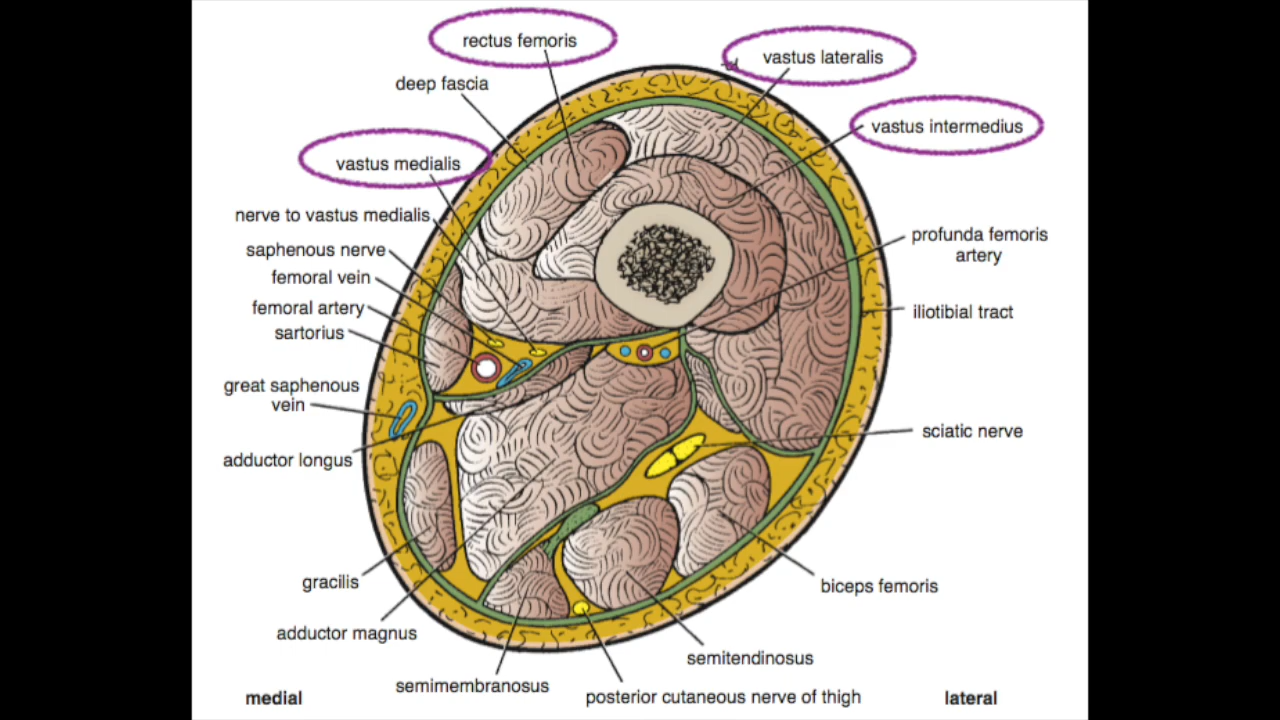 rectus femoris
vastus lateralis
deep fascia
vastus intermedius
vastus medialis
nerve to vastus medialis
saphenous nerve
femoral vein
femoral artery
sartorius
great saphenous
vein
adductor longus
gracilis
adductor magnus
semimembranosus
posterior cutaneous nerve of thigh
semitendinosus
biceps femoris
sciatic nerve
iliotibial tract
profunda femoris
artery
medial
lateral